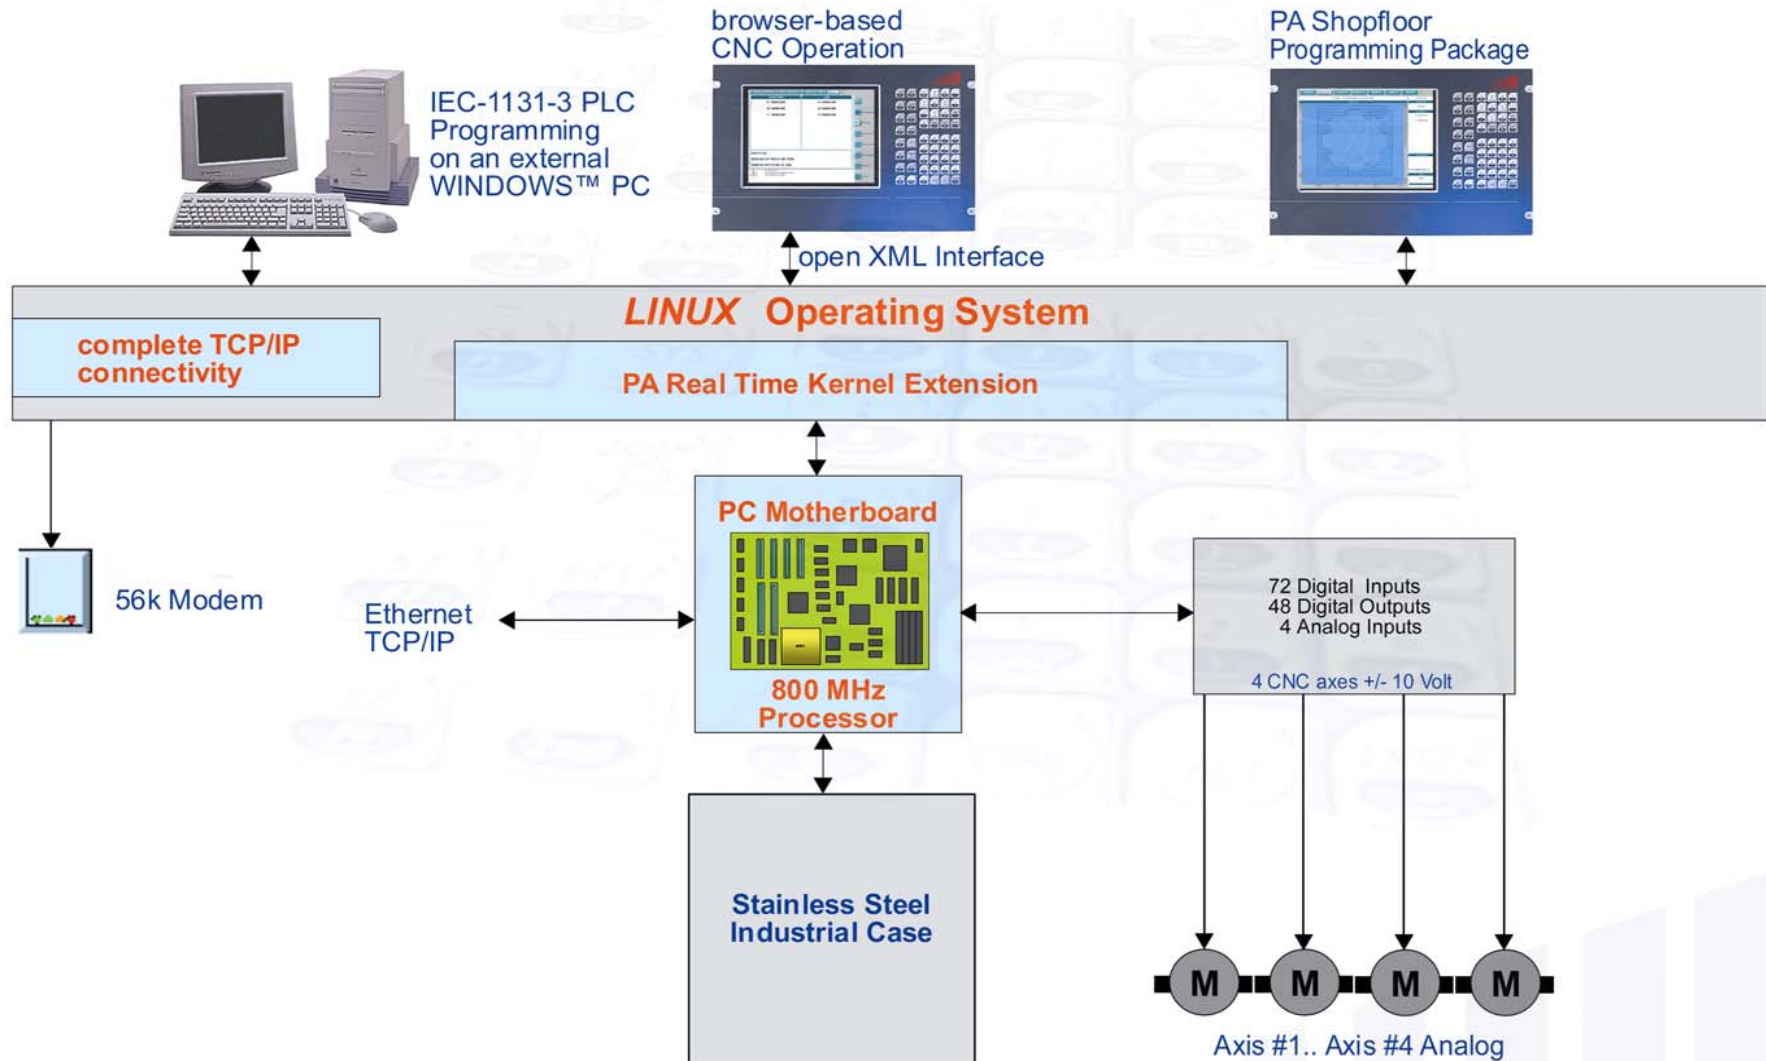 browser-based
CNC Operation
PA Shopfloor
Programming Package
IEC-1131-3 PLC
Programming
on an external
WINDOWS™ PC
open XML Interface
LINUX Operating System
complete TCP/IP
connectivity
PA Real Time Kernel Extension
PC Motherboard
800 MHz
Processor
56k Modem
Ethernet
TCP/IP
72 Digital Inputs
48 Digital Outputs
4 Analog Inputs
4 CNC axes +/- 10 Volt
Stainless Steel
Industrial Case
M M M M
Axis #1.. Axis #4 Analog